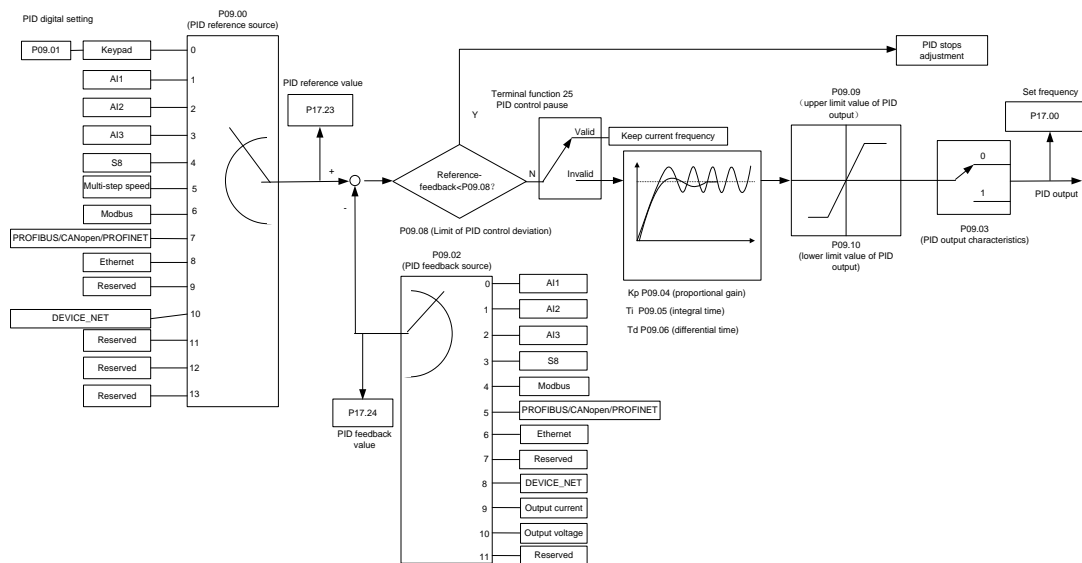 PID digital setting
P09.00
(PID reference source)
P09.01
Keypad
0
AI1
1
AI2
2
AI3
3
S8
4
Multi-step speed
5
Modbus
6
PROFIBUS/CANopen/PROFINET
7
Ethernet
8
Reserved
9
DEVICE_NET
10
Reserved
11
Reserved
12
Reserved
13
PID reference value
P17.23
+
-
Reference-
feedback<P09.08?
Y
N
P09.08 (Limit of PID control deviation)
PID stops
adjustment
Terminal function 25
PID control pause
Valid
Invalid
Keep current frequency
Kp P09.04 (proportional gain)
Ti P09.05 (integral time)
Td P09.06 (differential time)
P09.09
(upper limit value of PID
output)
P09.10
(lower limit value of PID
output)
Set frequency
P17.00
0
1
PID output
P09.03
(PID output characteristics)
P17.24
PID feedback
value
P09.02
(PID feedback source)
0
AI1
1
AI2
2
AI3
3
S8
4
Modbus
5
PROFIBUS/CANopen/PROFINET
6
Ethernet
7
Reserved
8
DEVICE_NET
9
Output current
10
Output voltage
11
Reserved